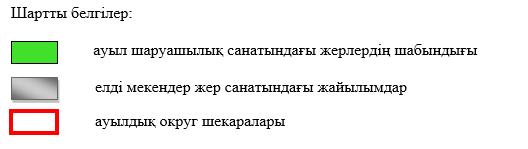 Шартты белгілер:
ауыл шаруашылық санатындағы жерлердің шабындығы
елді мекендер жер санатындағы жайылымдар
ауылдық округ шекаралары